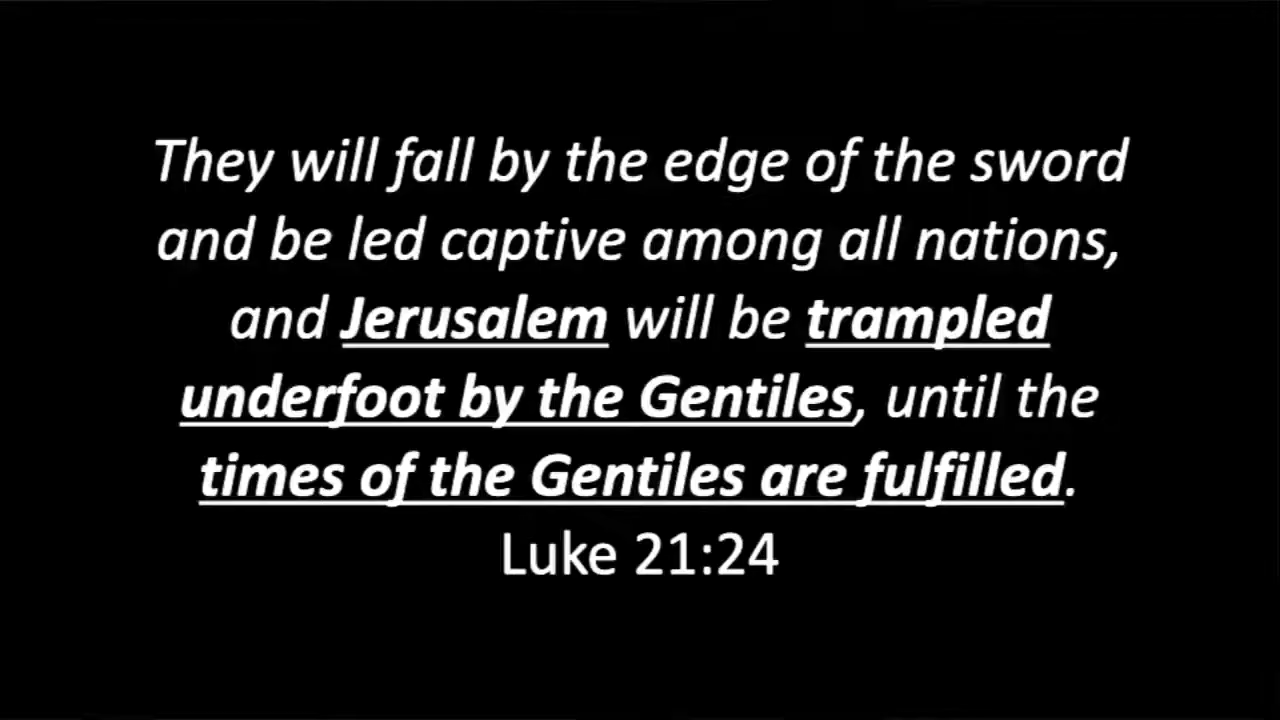 They will fall by the edge of the sword
and be led captive among all nations,
and Jerusalem will be trampled
underfoot by the Gentiles, until the
times of the Gentiles are fulfilled.
Luke 21:24